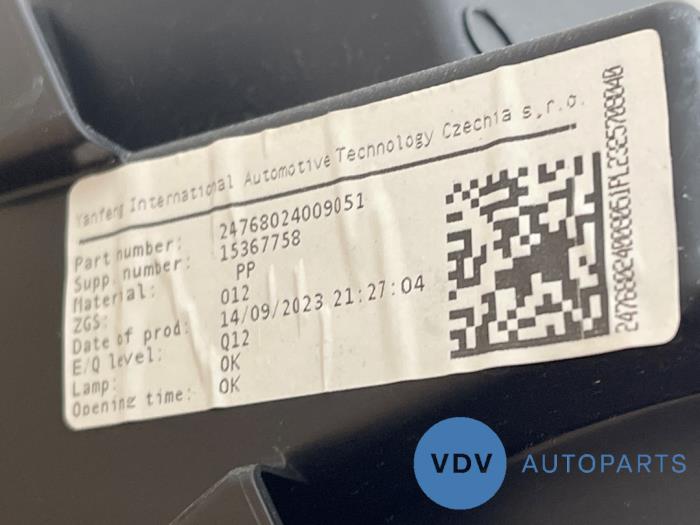 Yanfeng International Automotive Technology Czechia s.r.o.
Part number: 24768024009051
Supp. number: 15367758
Material: PP
ZGS: 012
Date of prod: 14/09/2023 21:27:04
E/Q level: Q12
Lamp: OK
Opening time: OK
VDV AUTOPARTS